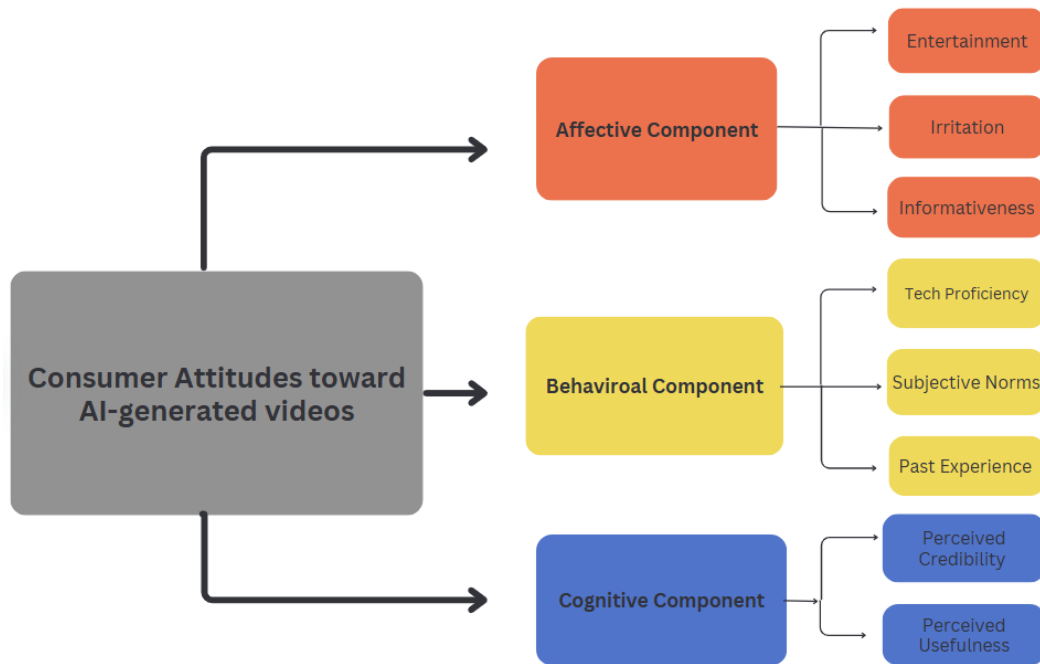 Entertainment
Affective Component
Irritation
Informativeness
Consumer Attitudes toward
AI-generated videos
Tech Proficiency
Behaviroal Component
Subjective Norms
Past Experience
Perceived
Credibility
Cognitive Component
Perceived
Usefulness